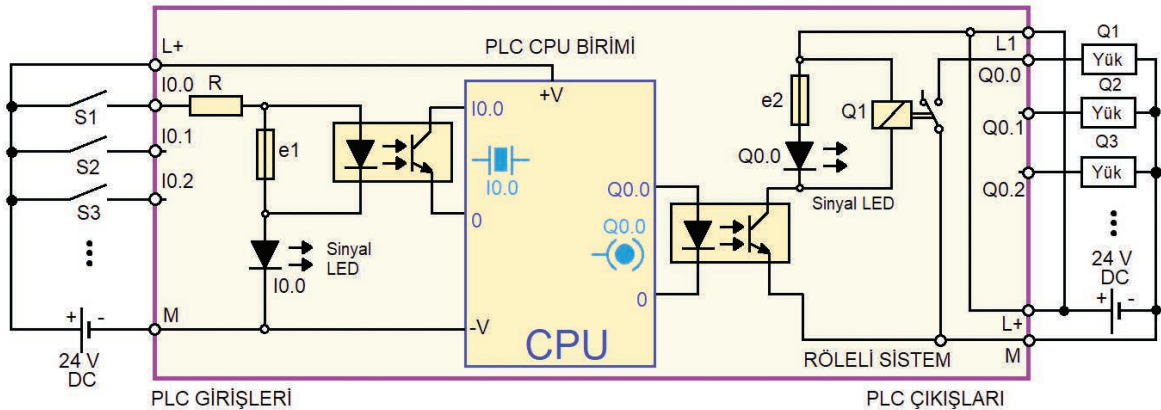 PLC CPU BİRİMİ
L+
L1
Q1
I0.0
R
+V
Q0.0
Yük
S1
I0.0
e2
Q1
Q2
I0.1
e1
Q0.1
Yük
S2
I0.0
Q0.0
Q3
I0.2
Q0.0
Q0.2
Yük
S3
0
Q0.0
Sinyal LED
Sinyal
LED
I0.0
0
24 V
DC
+ -
M
-V
CPU
L+
+ -
24 V
DC
RÖLELİ SİSTEM
M
PLC GİRİŞLERİ
PLC ÇIKIŞLARI